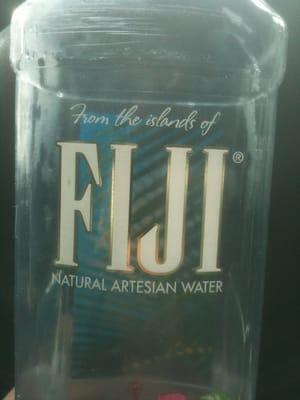 From the islands of
FIJI®
NATURAL ARTESIAN WATER